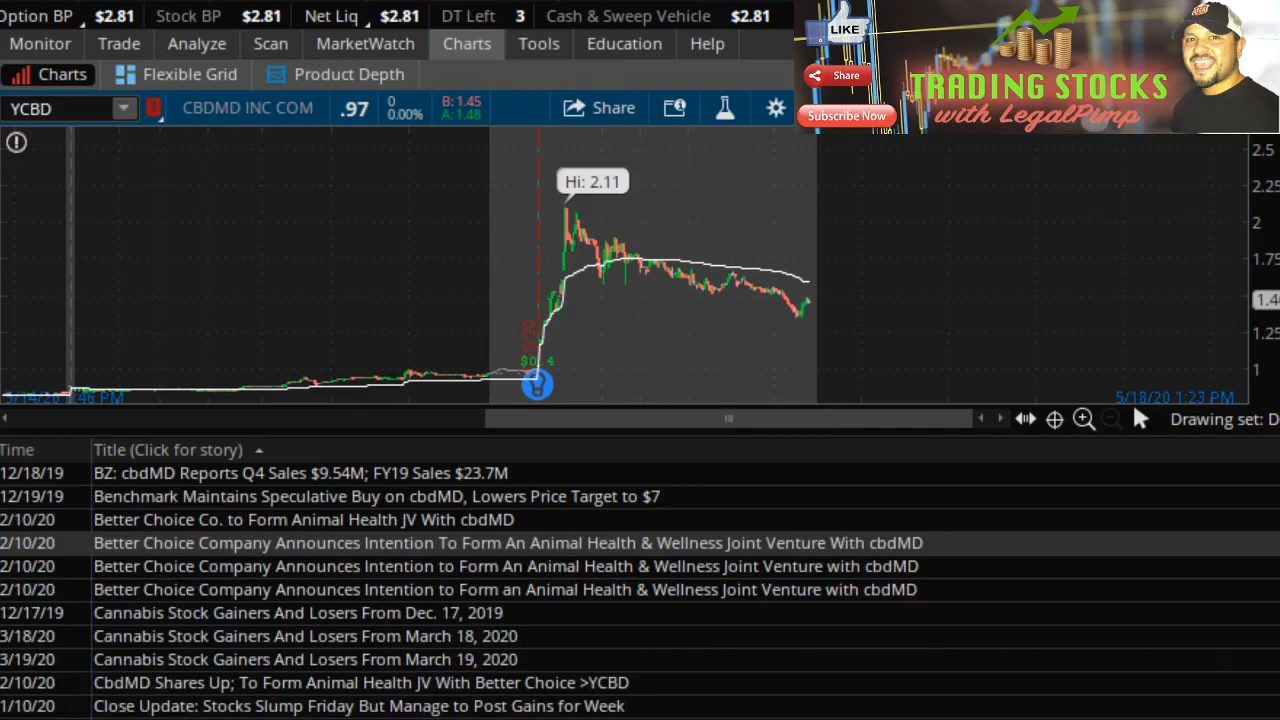 Option BP $2.81 Stock BP $2.81 Net Liq $2.81 DT Left 3 Cash & Sweep Vehicle $2.81
Monitor Trade Analyze Scan MarketWatch Charts Tools Education Help
LIKE
Share
Subscribe Now
TRADING STOCKS
with LegalPimp
Charts Flexible Grid Product Depth
YCBD 1 CBDMD INC COM .97 0 0.00% B: 1.45 A: 1.48 Share
Hi: 2.11
2.5
2.25
2
1.75
1.25
1
5/18/20 1:23 PM
Drawing set: D
Time Title (Click for story)
12/18/19 BZ: cbdMD Reports Q4 Sales $9.54M; FY19 Sales $23.7M
12/19/19 Benchmark Maintains Speculative Buy on cbdMD, Lowers Price Target to $7
2/10/20 Better Choice Co. to Form Animal Health JV With cbdMD
2/10/20 Better Choice Company Announces Intention To Form An Animal Health & Wellness Joint Venture With cbdMD
2/10/20 Better Choice Company Announces Intention to Form An Animal Health & Wellness Joint Venture with cbdMD
2/10/20 Better Choice Company Announces Intention to Form an Animal Health & Wellness Joint Venture with cbdMD
12/17/19 Cannabis Stock Gainers And Losers From Dec. 17, 2019
3/18/20 Cannabis Stock Gainers And Losers From March 18, 2020
3/19/20 Cannabis Stock Gainers And Losers From March 19, 2020
2/10/20 CbdMD Shares Up; To Form Animal Health JV With Better Choice >YCBD
1/10/20 Close Update: Stocks Slump Friday But Manage to Post Gains for Week